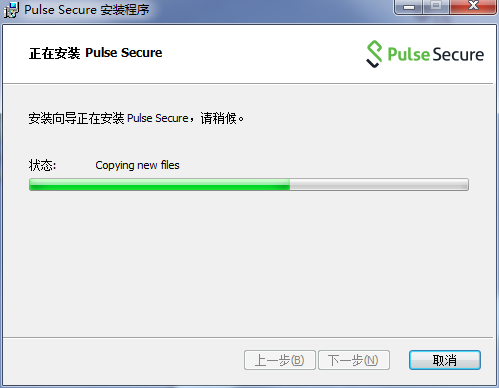 Pulse Secure 安装程序
正在安装 Pulse Secure
Pulse Secure
安装向导正在安装 Pulse Secure，请稍候。
状态: Copying new files
上一步(B) 下一步(N) 取消